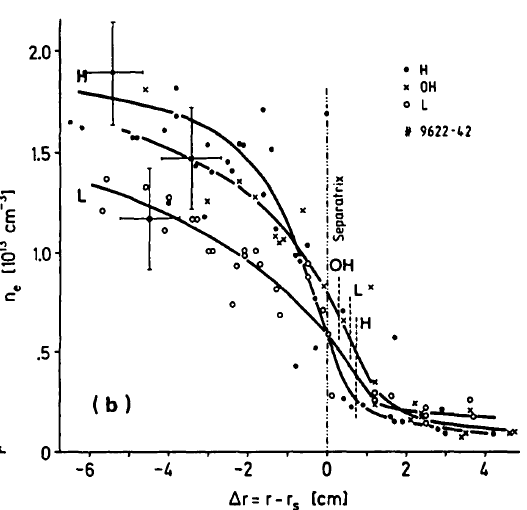 2.0
1.5
1.0
.5
0
n_e [10^13 cm^-3]
H
L
• H
× OH
○ L
# 9622-42
Separatrix
OH
L
H
(b)
-6
-4
-2
0
2
4
Δr = r - r_s [cm]